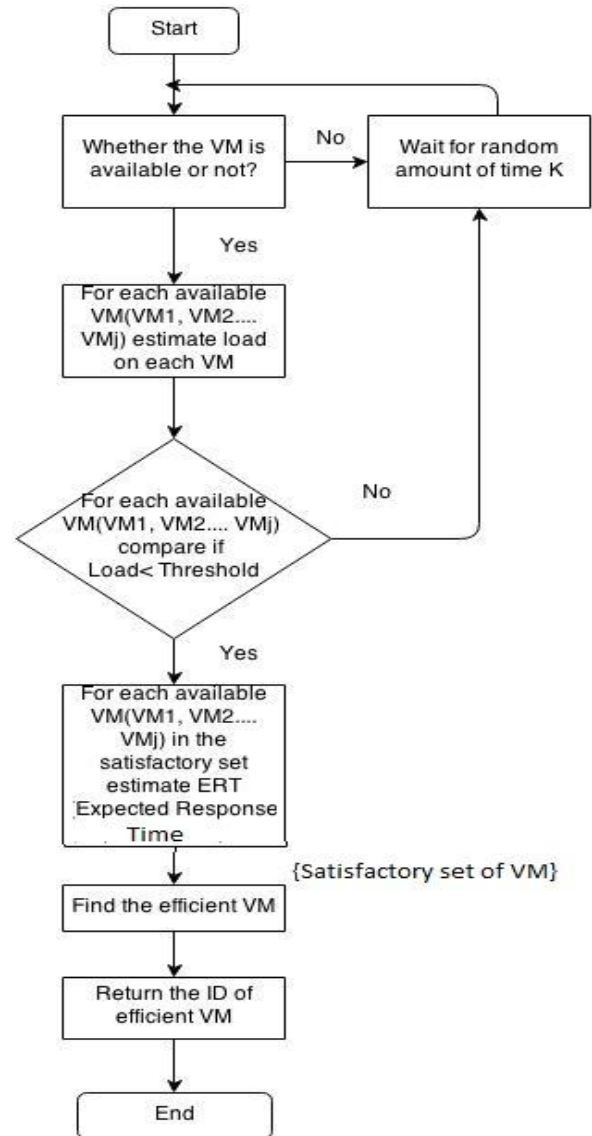 Start
Whether the VM is
available or not?
No
Wait for random
amount of time K
Yes
For each available
VM(VM1, VM2....
VMj) estimate load
on each VM
For each available
VM(VM1, VM2.... VMj)
compare if
Load< Threshold
No
Yes
For each available
VM(VM1, VM2....
VMj) in the
satisfactory set
estimate ERT
Expected Response
Time
{Satisfactory set of VM}
Find the efficient VM
Return the ID of
efficient VM
End